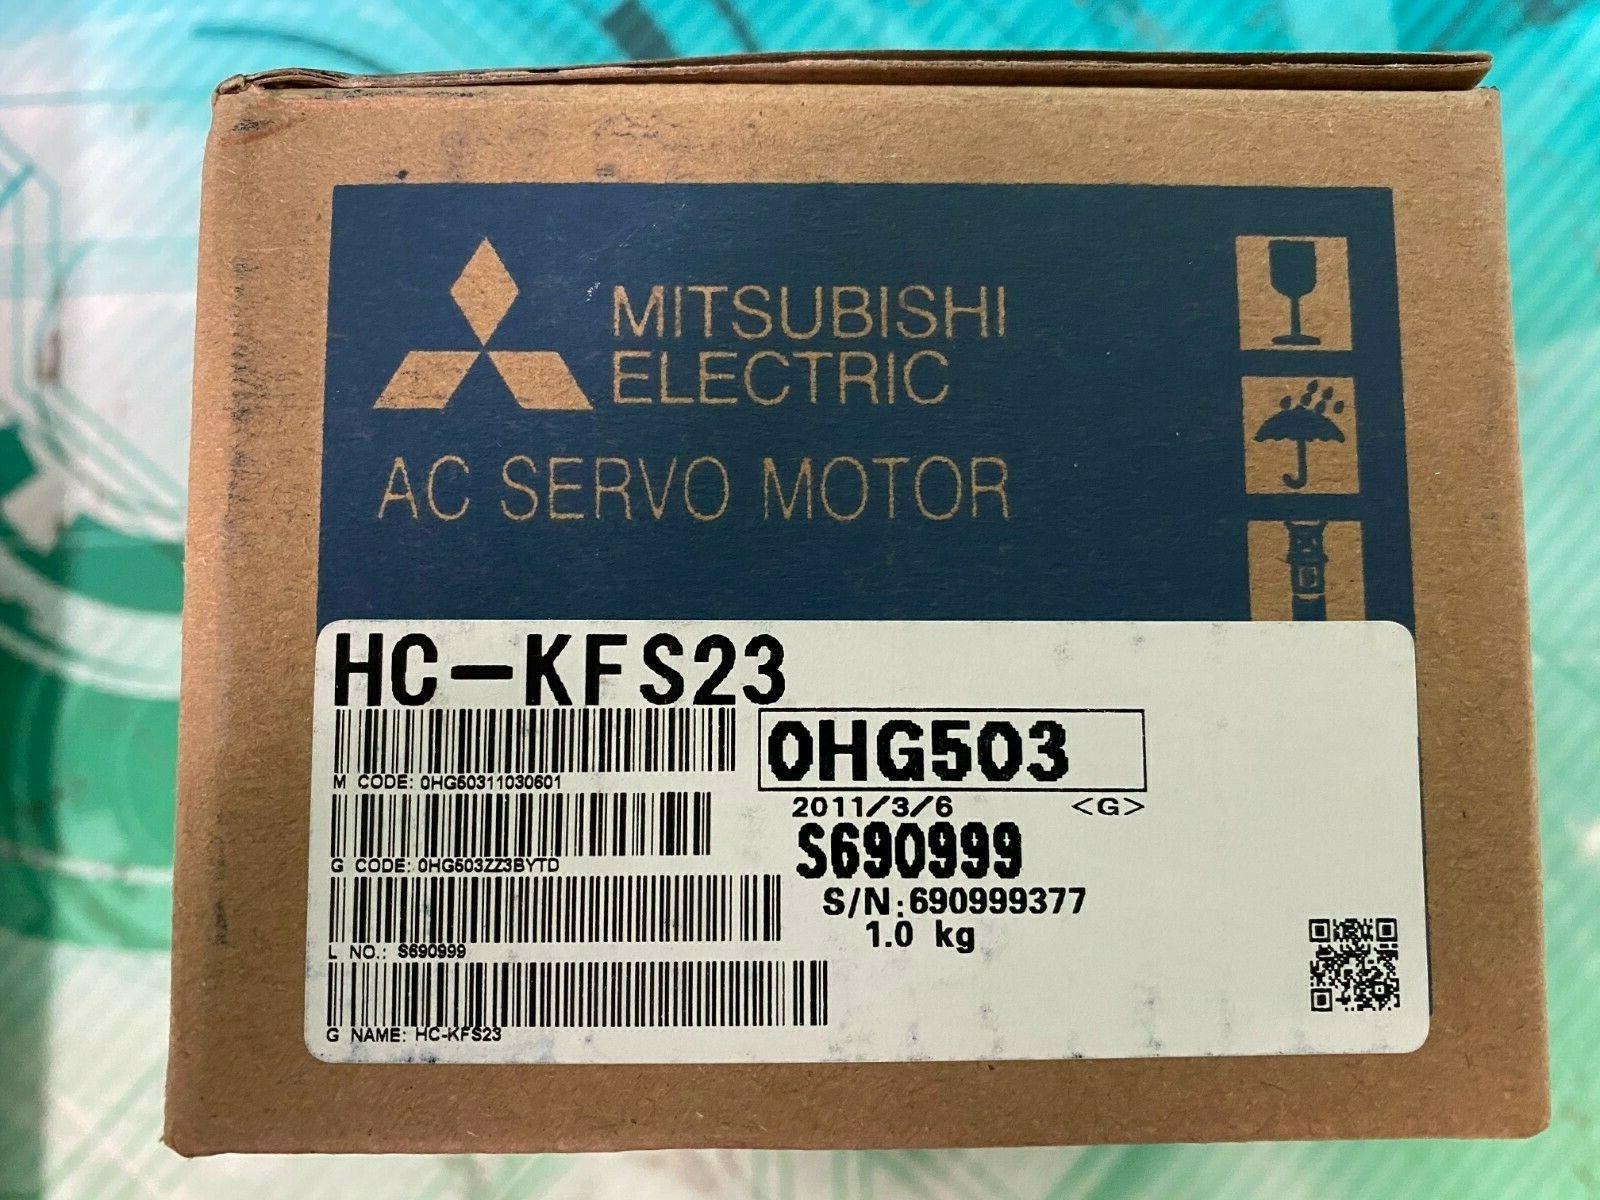 MITSUBISHI
ELECTRIC
AC SERVO MOTOR
HC-KFS23
0HG503
M CODE: 0HG50311030601
2011/3/6 <G>
S690999
G CODE: 0HG503ZZ3BYTD
S/N:690999377
1.0 kg
L NO.: S690999
G NAME: HC-KFS23